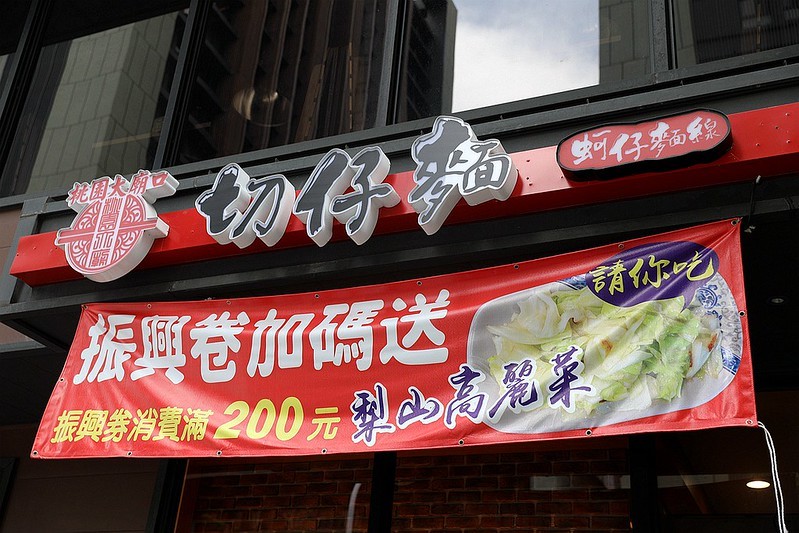 桃園大廟口
切仔麵
蚵仔麵線
請你吃
振興卷加碼送
振興券消費滿200元
梨山高麗菜